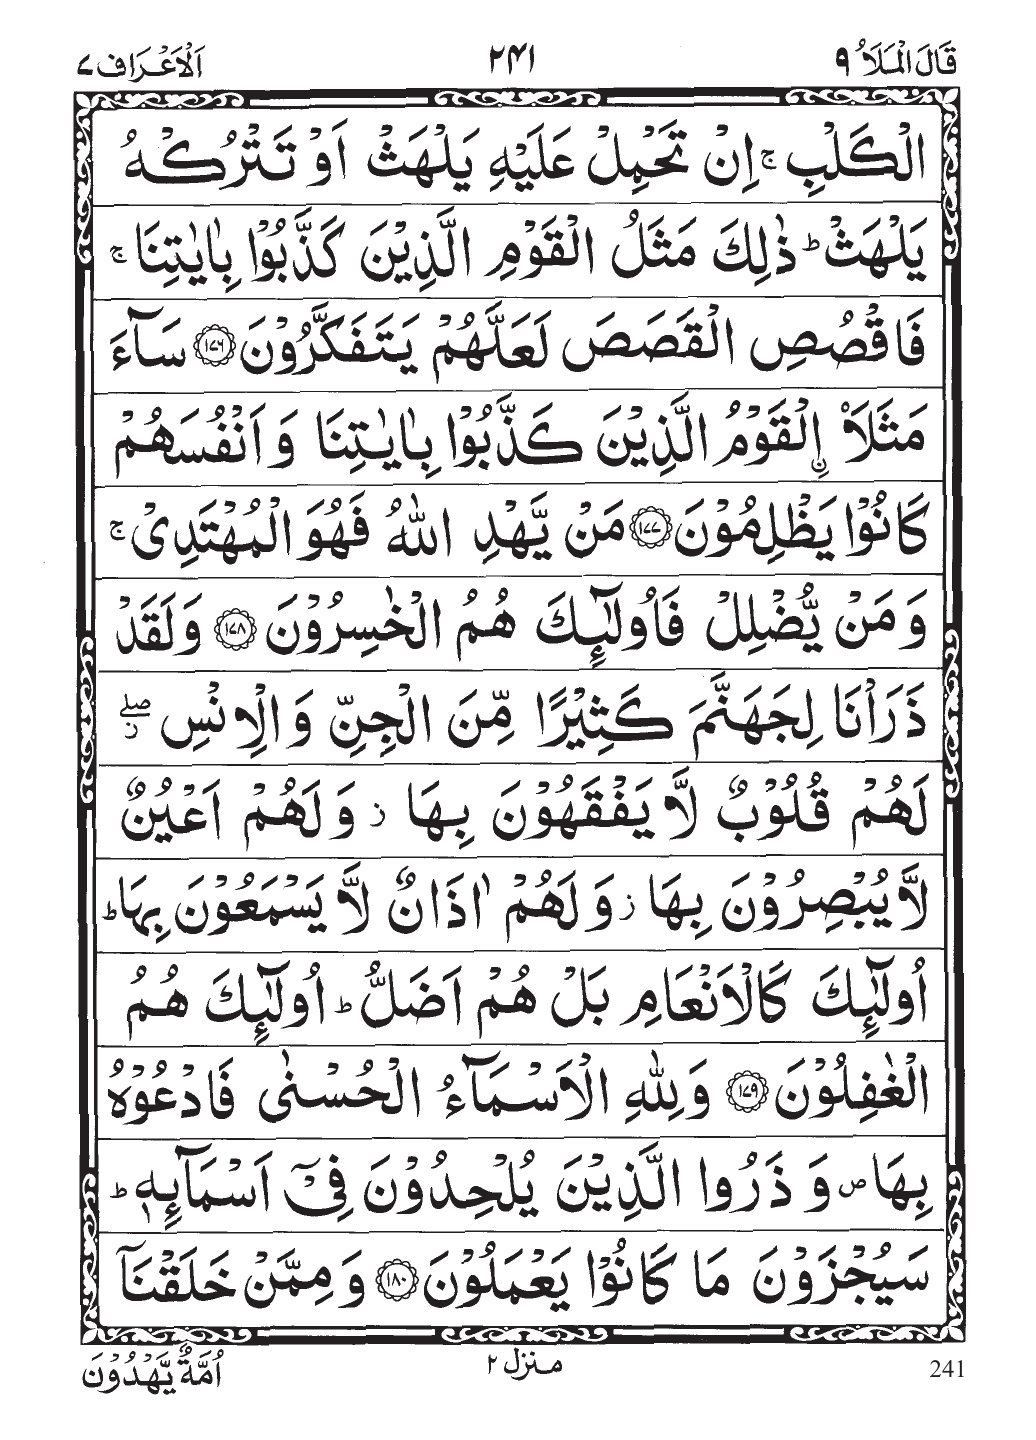 قَالَ الْمَلَاُ ٩ ٢٤١ اَلْاَعْرَاف ٧
الْكَلْبِ ۚ اِنْ تَحْمِلْ عَلَيْهِ يَلْهَثْ اَوْ تَتْرُكْهُ
يَلْهَثْ ؕ ذٰلِكَ مَثَلُ الْقَوْمِ الَّذِيْنَ كَذَّبُوْا بِاٰيٰتِنَا ۚ
فَاقْصُصِ الْقَصَصَ لَعَلَّهُمْ يَتَفَكَّرُوْنَ ۝١٧٦ سَآءَ
مَثَلَاۨ الْقَوْمُ الَّذِيْنَ كَذَّبُوْا بِاٰيٰتِنَا وَ اَنْفُسَهُمْ
كَانُوْا يَظْلِمُوْنَ ۝١٧٧ مَنْ يَّهْدِ اللّٰهُ فَهُوَ الْمُهْتَدِيْ ۚ
وَ مَنْ يُّضْلِلْ فَاُولٰٓئِكَ هُمُ الْخٰسِرُوْنَ ۝١٧٨ وَلَقَدْ
ذَرَاْنَا لِجَهَنَّمَ كَثِيْرًا مِّنَ الْجِنِّ وَ الْاِنْسِ ۖ ز
لَهُمْ قُلُوْبٌ لَّا يَفْقَهُوْنَ بِهَا ز وَ لَهُمْ اَعْيُنٌ
لَّا يُبْصِرُوْنَ بِهَا ز وَ لَهُمْ اٰذَانٌ لَّا يَسْمَعُوْنَ بِهَا ؕ
اُولٰٓئِكَ كَالْاَنْعَامِ بَلْ هُمْ اَضَلُّ ؕ اُولٰٓئِكَ هُمُ
الْغٰفِلُوْنَ ۝١٧٩ وَلِلّٰهِ الْاَسْمَآءُ الْحُسْنٰى فَادْعُوْهُ
بِهَا ص وَ ذَرُوا الَّذِيْنَ يُلْحِدُوْنَ فِيْۤ اَسْمَآئِهٖ ؕ
سَيُجْزَوْنَ مَا كَانُوْا يَعْمَلُوْنَ ۝١٨٠ وَ مِمَّنْ خَلَقْنَاۤ
241 منزل ٢ اُمَّةٌ يَّهْدُوْنَ